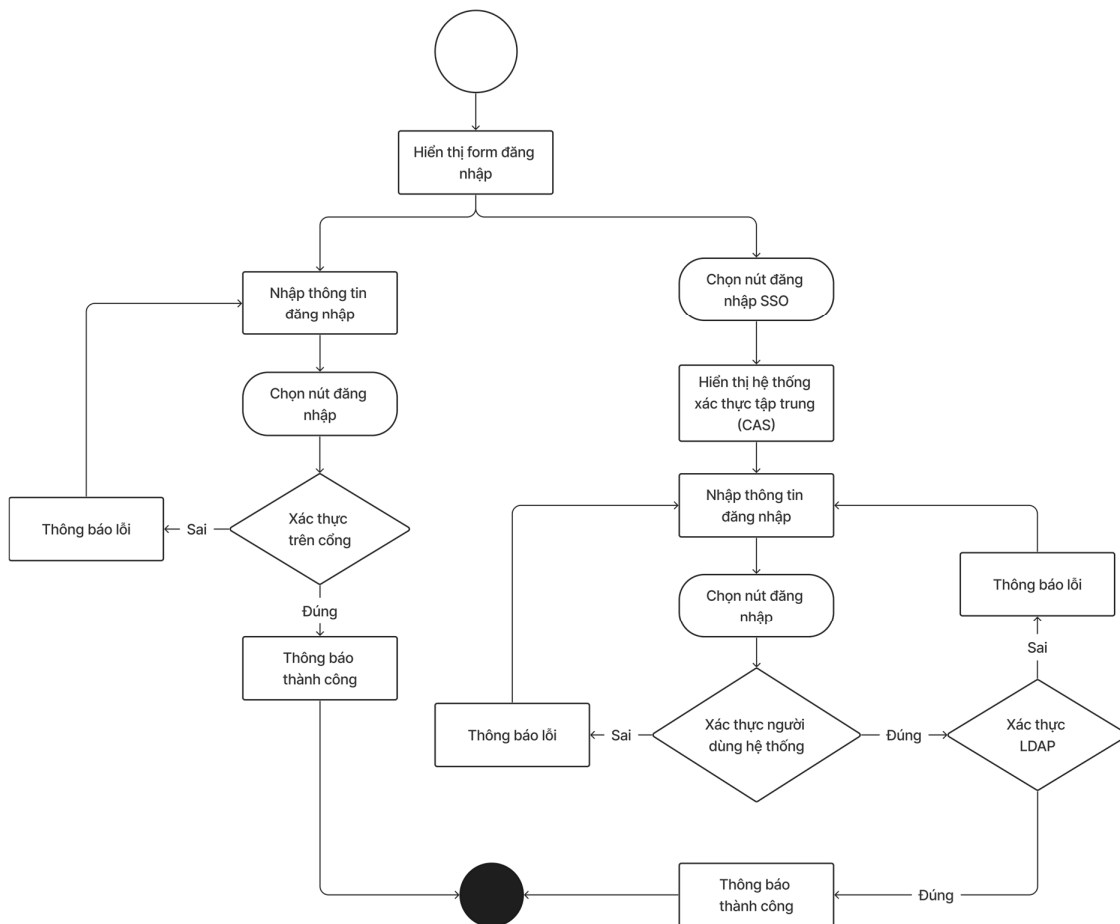 Hiển thị form đăng
nhập
Nhập thông tin
đăng nhập
Chọn nút đăng
nhập
Xác thực
trên cổng
Sai
Thông báo lỗi
Đúng
Thông báo
thành công
Chọn nút đăng
nhập SSO
Hiển thị hệ thống
xác thực tập trung
(CAS)
Nhập thông tin
đăng nhập
Chọn nút đăng
nhập
Xác thực người
dùng hệ thống
Sai
Thông báo lỗi
Đúng
Xác thực
LDAP
Sai
Thông báo lỗi
Đúng
Thông báo
thành công